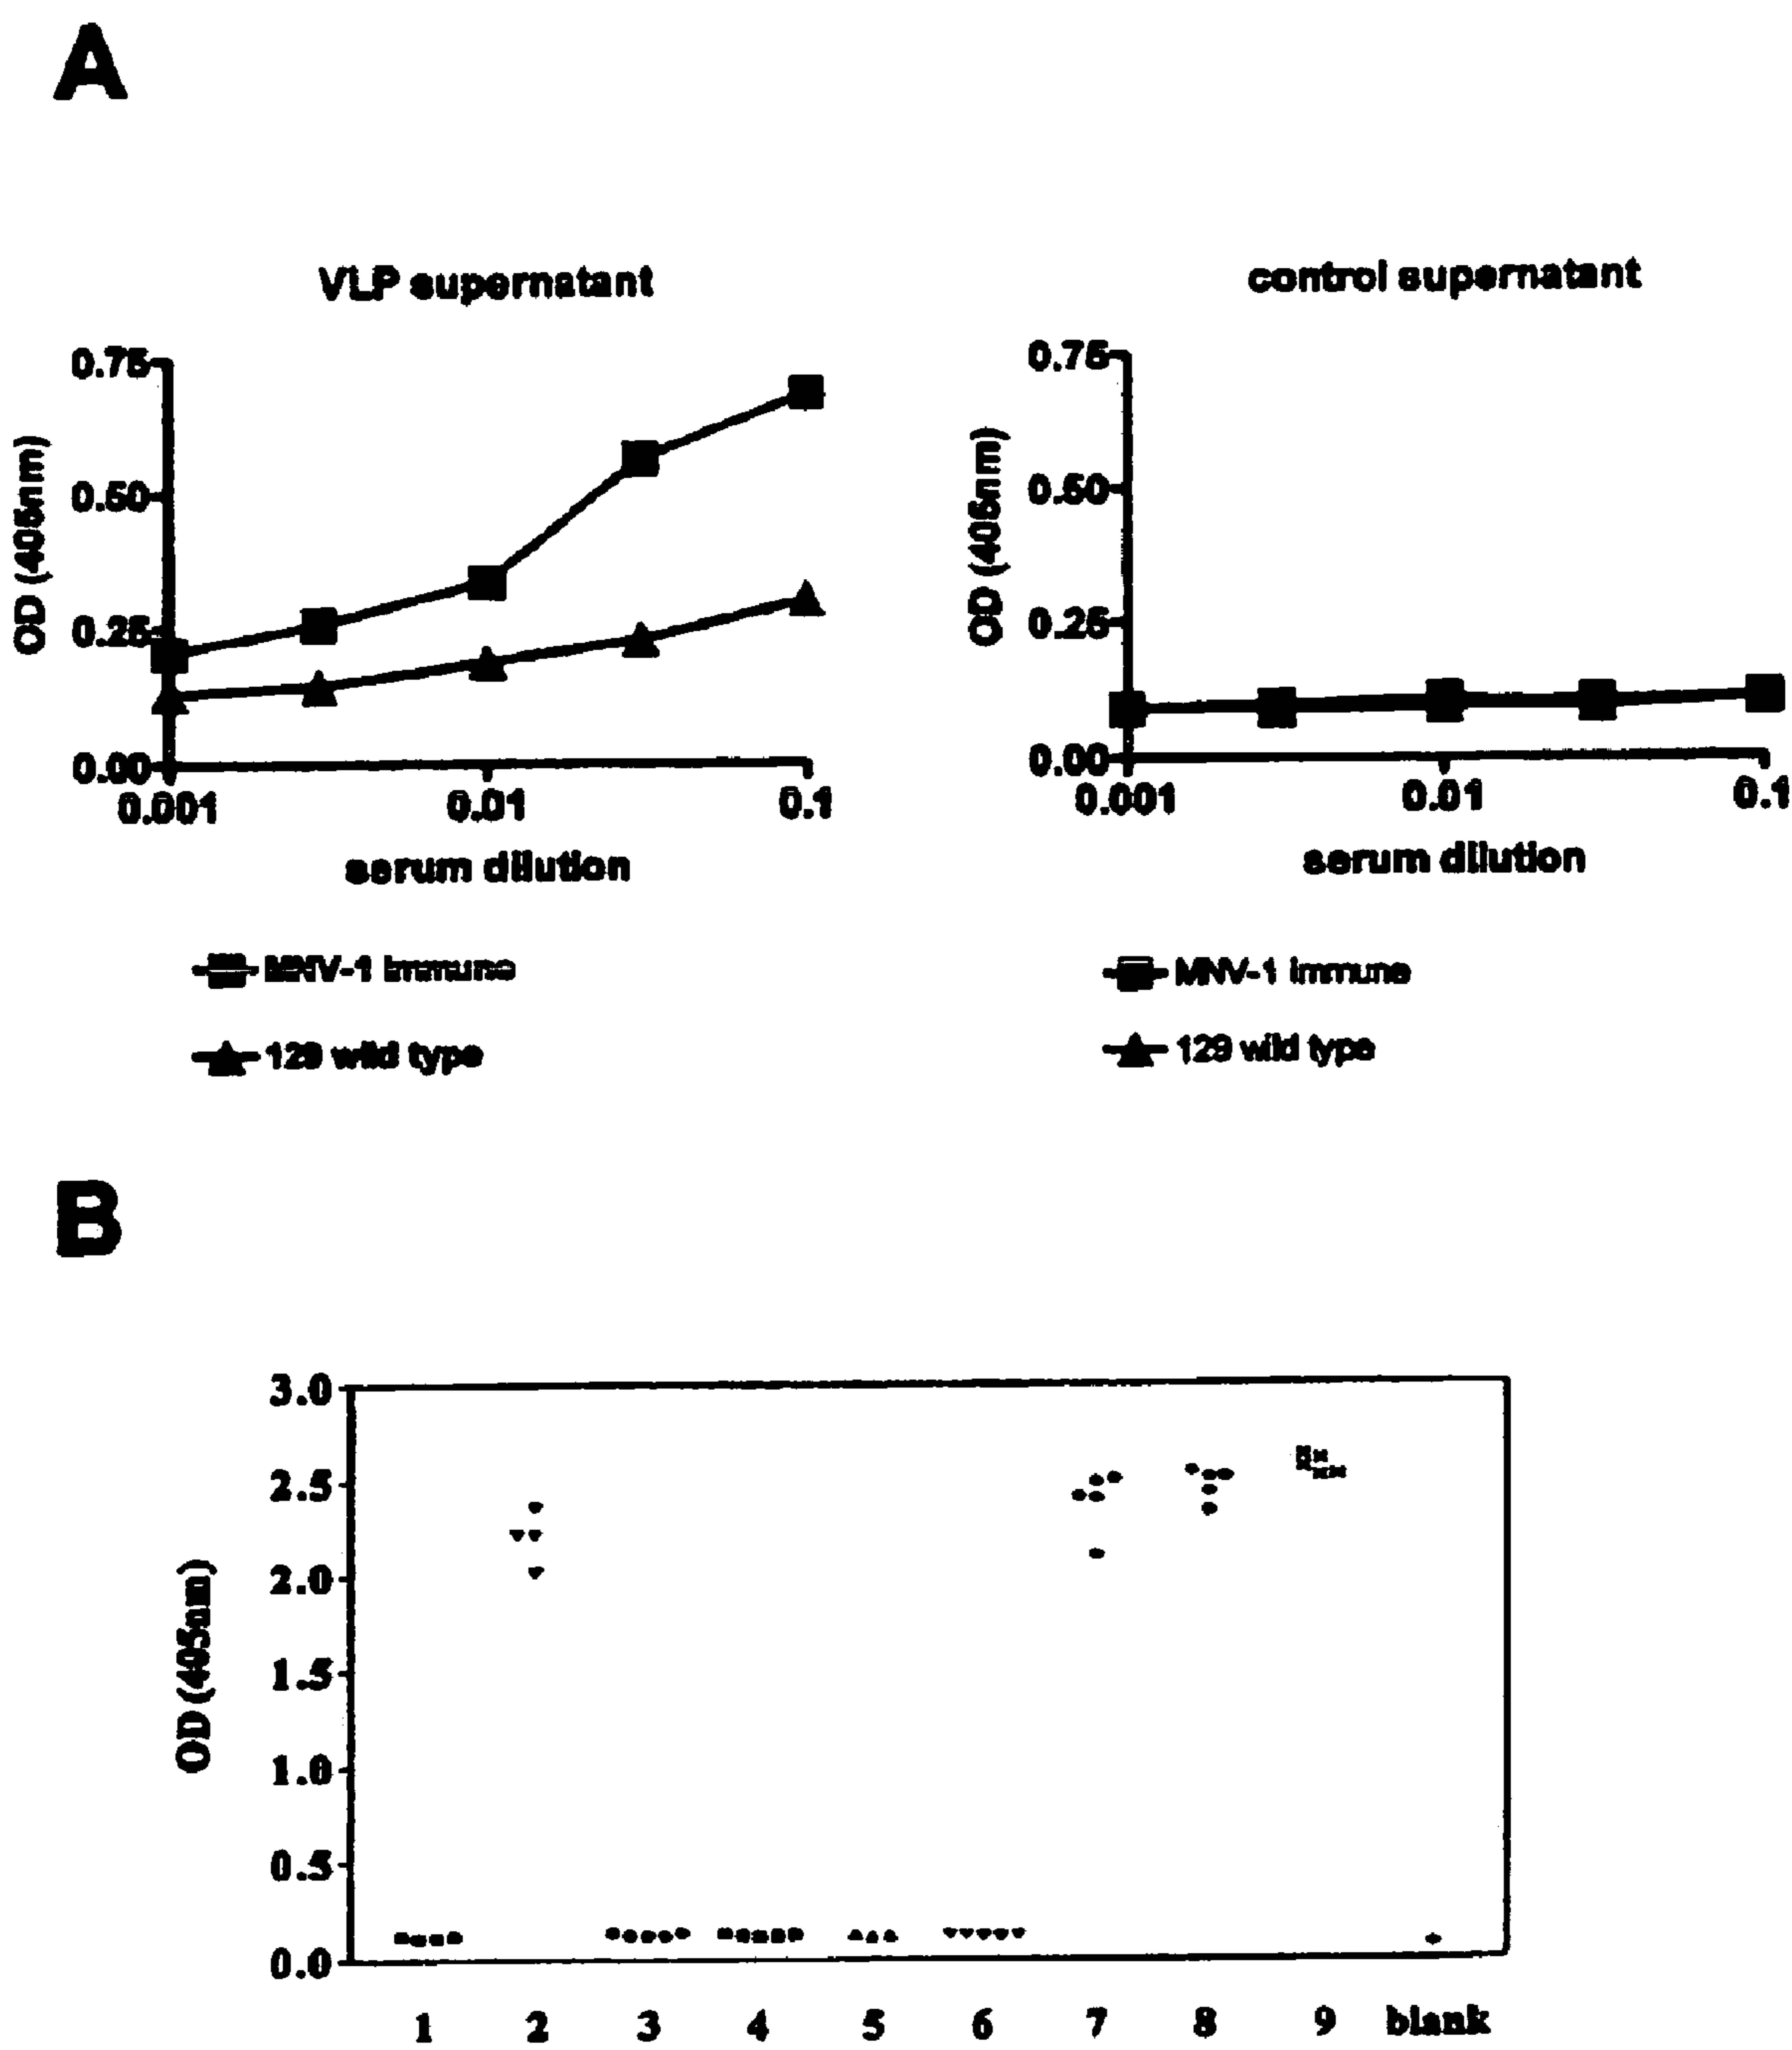 A
VLP supernatant
0.75
0.50
0.25
0.00
OD (405nm)
0.001 0.01 0.1
serum dilution
MNV-1 immune
129 wild type
control supernatant
0.75
0.50
0.25
0.00
OD (405nm)
0.001 0.01 0.1
serum dilution
MNV-1 immune
129 wild type
B
3.0
2.5
2.0
1.5
1.0
0.5
0.0
OD (405nm)
1 2 3 4 5 6 7 8 9 blank